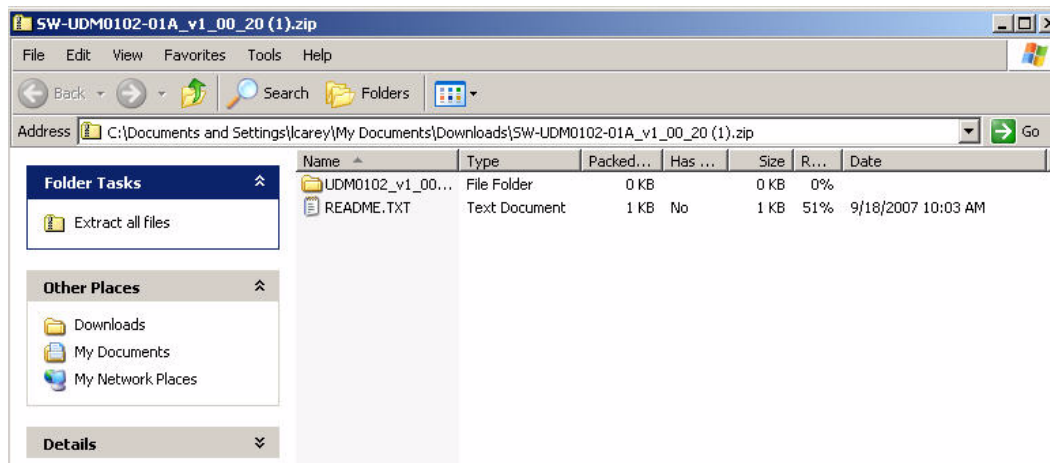 SW-UDM0102-01A_v1_00_20 (1).zip
File Edit View Favorites Tools Help
Back Search Folders
Address C:\Documents and Settings\lcarey\My Documents\Downloads\SW-UDM0102-01A_v1_00_20 (1).zip Go
Name Type Packed... Has ... Size R... Date
UDM0102_v1_00... File Folder 0 KB 0 KB 0%
README.TXT Text Document 1 KB No 1 KB 51% 9/18/2007 10:03 AM
Folder Tasks
Extract all files
Other Places
Downloads
My Documents
My Network Places
Details